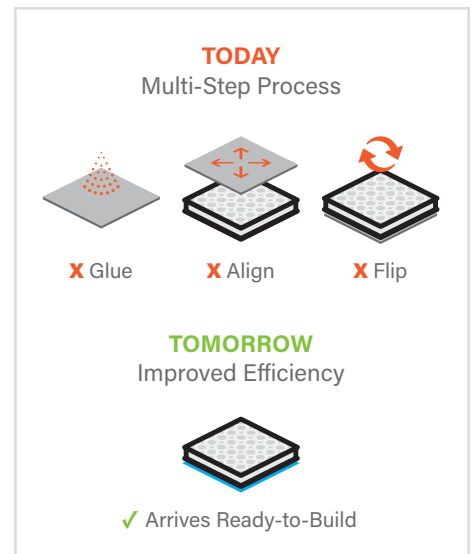 TODAY
Multi-Step Process
X Glue
X Align
X Flip
TOMORROW
Improved Efficiency
✓ Arrives Ready-to-Build